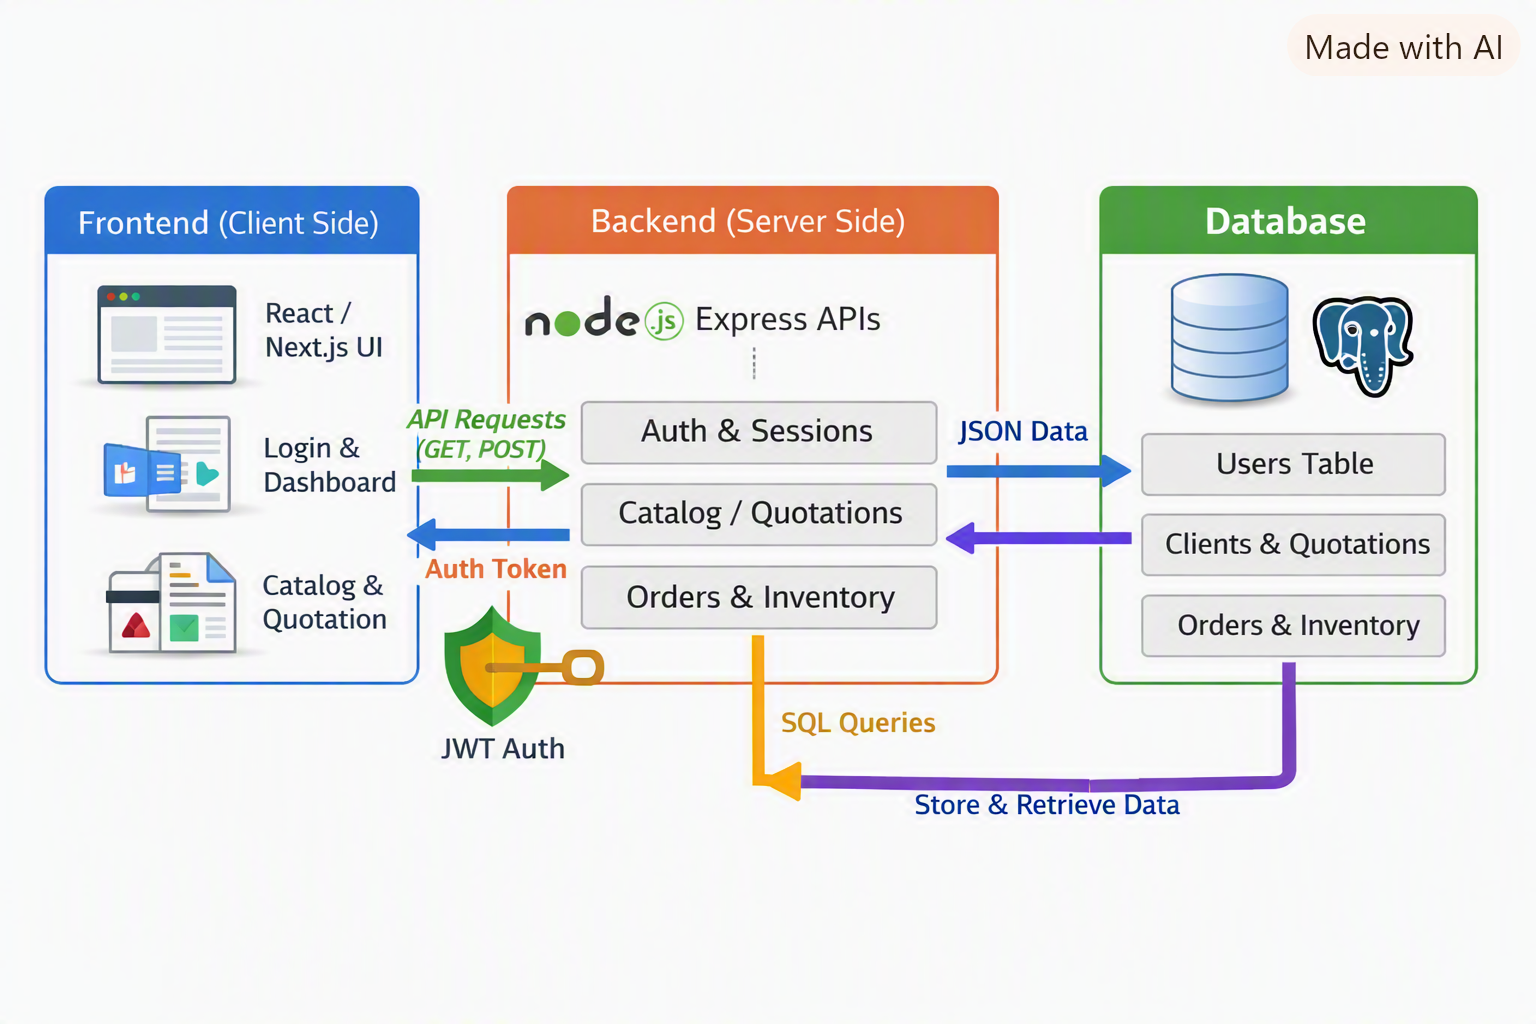 Made with AI
Frontend (Client Side)
React /
Next.js UI
Login &
Dashboard
Catalog &
Quotation
API Requests
(GET, POST)
Auth Token
JWT Auth
Backend (Server Side)
node.js Express APIs
Auth & Sessions
Catalog / Quotations
Orders & Inventory
JSON Data
SQL Queries
Store & Retrieve Data
Database
Users Table
Clients & Quotations
Orders & Inventory